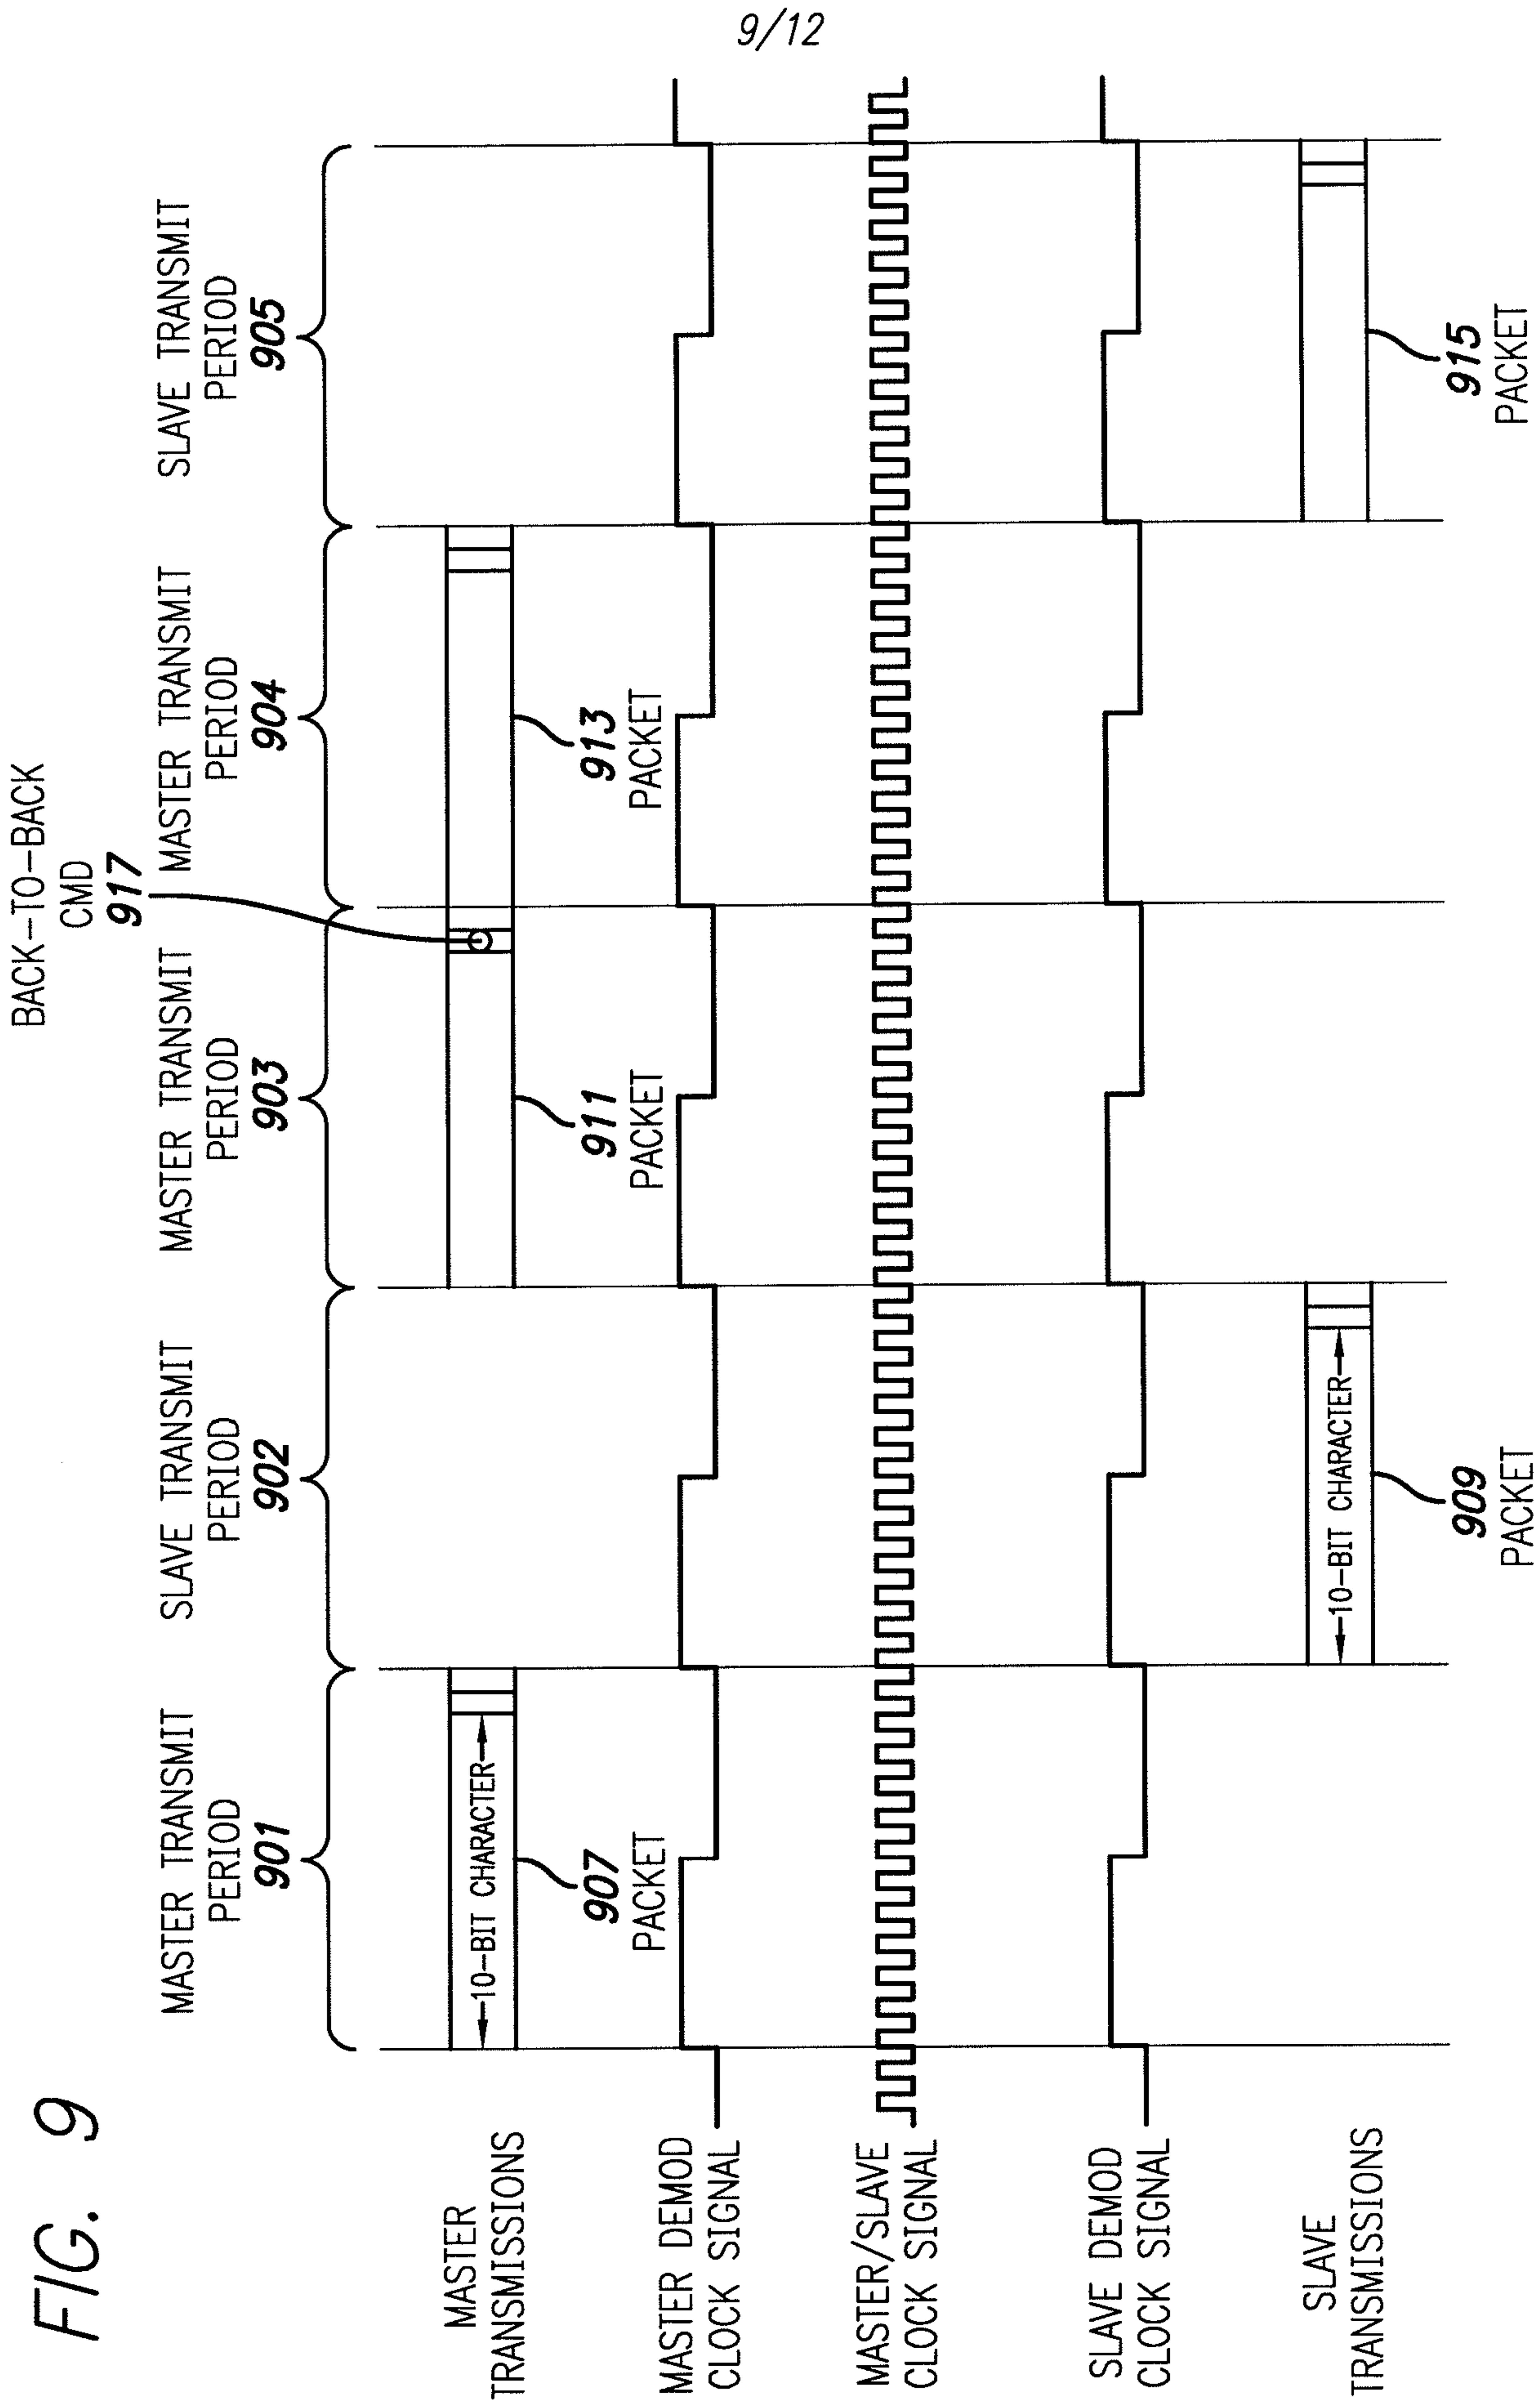 9/12
FIG. 9
BACK-TO-BACK
CMD
917
MASTER TRANSMIT
PERIOD
901
SLAVE TRANSMIT
PERIOD
902
MASTER TRANSMIT
PERIOD
903
MASTER TRANSMIT
PERIOD
904
SLAVE TRANSMIT
PERIOD
905
MASTER
TRANSMISSIONS
10-BIT CHARACTER
907
PACKET
911
PACKET
913
PACKET
MASTER DEMOD
CLOCK SIGNAL
MASTER/SLAVE
CLOCK SIGNAL
SLAVE DEMOD
CLOCK SIGNAL
SLAVE
TRANSMISSIONS
10-BIT CHARACTER
909
PACKET
915
PACKET